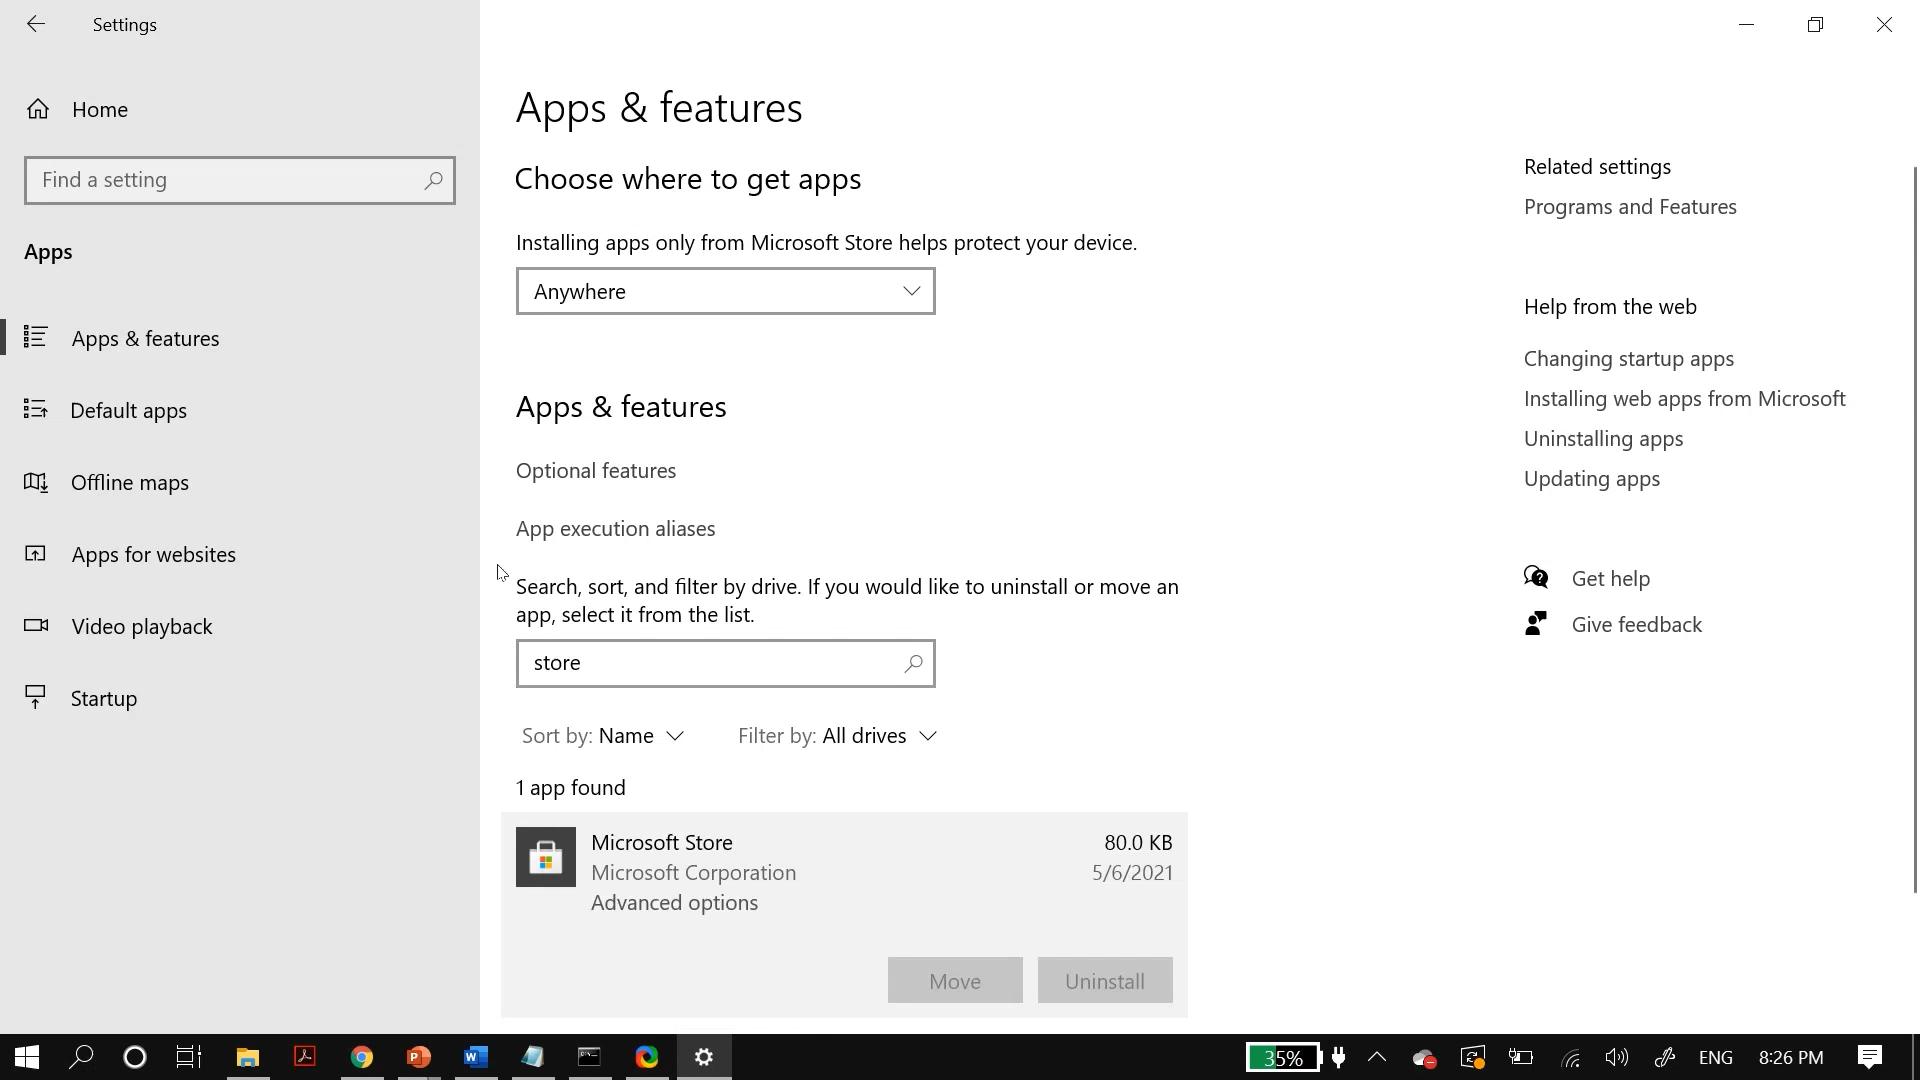 Settings
Home
Find a setting
Apps
Apps & features
Default apps
Offline maps
Apps for websites
Video playback
Startup
Apps & features
Choose where to get apps
Installing apps only from Microsoft Store helps protect your device.
Anywhere
Apps & features
Optional features
App execution aliases
Search, sort, and filter by drive. If you would like to uninstall or move an
app, select it from the list.
store
Sort by: Name
Filter by: All drives
1 app found
Microsoft Store
80.0 KB
Microsoft Corporation
5/6/2021
Advanced options
Move
Uninstall
Related settings
Programs and Features
Help from the web
Changing startup apps
Installing web apps from Microsoft
Uninstalling apps
Updating apps
Get help
Give feedback
35%
ENG
8:26 PM